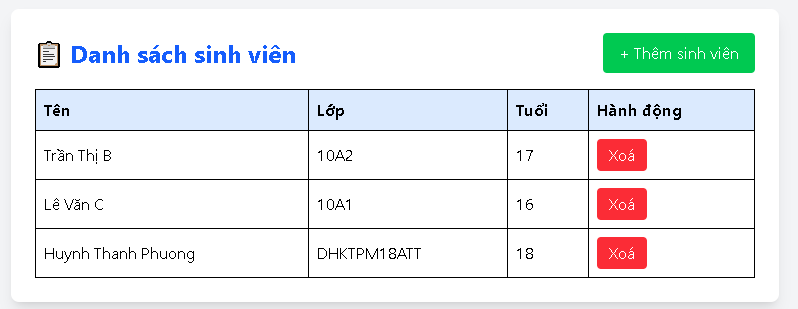 📋 Danh sách sinh viên
+ Thêm sinh viên
Tên Lớp Tuổi Hành động
Trần Thị B 10A2 17 Xoá
Lê Văn C 10A1 16 Xoá
Huynh Thanh Phuong DHKTPM18ATT 18 Xoá